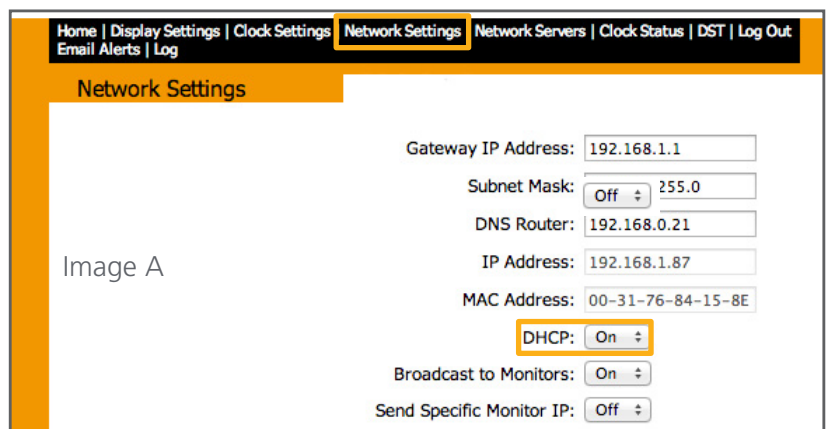 Home | Display Settings | Clock Settings | Network Settings | Network Servers | Clock Status | DST | Log Out
Email Alerts | Log
Network Settings
Gateway IP Address: 192.168.1.1
Subnet Mask: Off 255.0
DNS Router: 192.168.0.21
Image A
IP Address: 192.168.1.87
MAC Address: 00-31-76-84-15-8E
DHCP: On
Broadcast to Monitors: On
Send Specific Monitor IP: Off